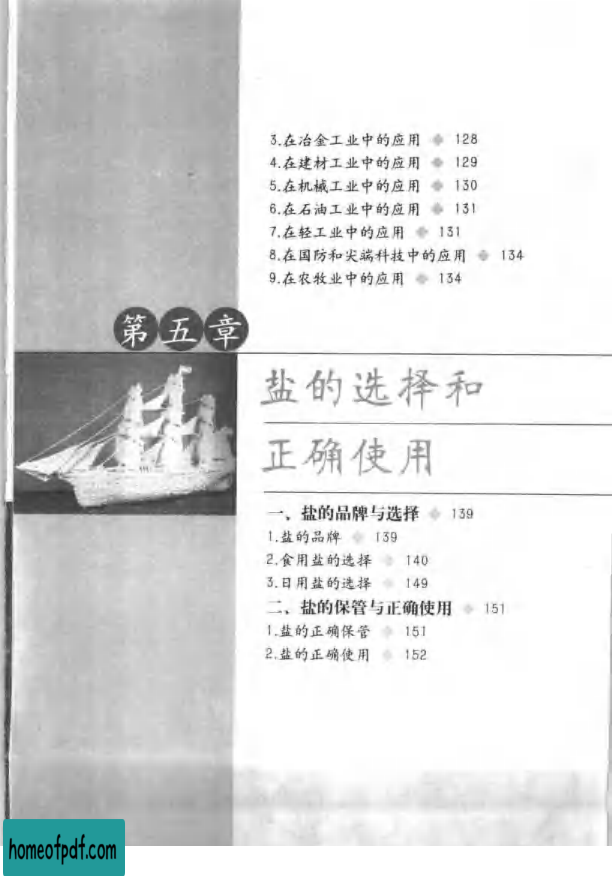 3.在冶金工业中的应用 ◆ 128
4.在建材工业中的应用 ◆ 129
5.在机械工业中的应用 ◆ 130
6.在石油工业中的应用 ◆ 131
7.在轻工业中的应用 ◆ 131
8.在国防和尖端科技中的应用 ◆ 134
9.在农牧业中的应用 ◆ 134
第五章
盐的选择和
正确使用
一、盐的品牌与选择 ◆ 139
1.盐的品牌 ◆ 139
2.食用盐的选择 ◆ 140
3.日用盐的选择 ◆ 149
二、盐的保管与正确使用 ◆ 151
1.盐的正确保管 ◆ 151
2.盐的正确使用 ◆ 152
homeofpdf.com